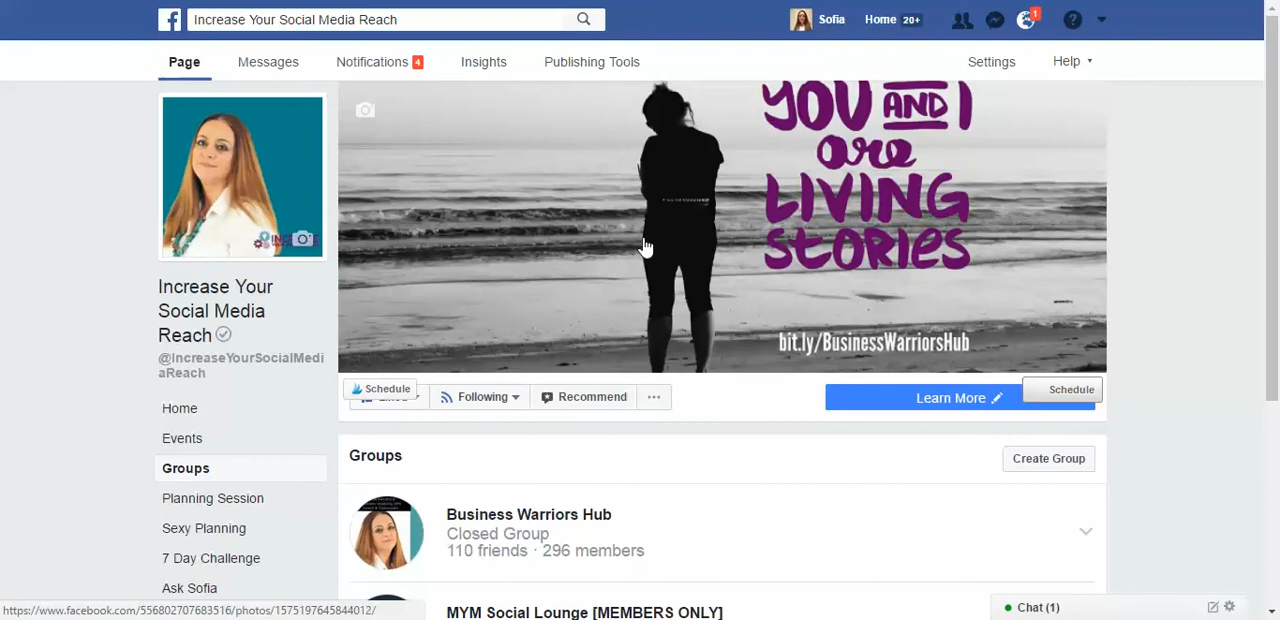 Increase Your Social Media Reach
Sofia
Home 20+
1
Page
Messages
Notifications 4
Insights
Publishing Tools
Settings
Help
YOU AND I
are
LIVING
STORIES
bit.ly/BusinessWarriorsHub
Increase Your
Social Media
Reach
@IncreaseYourSocialMedi
aReach
Schedule
Following
Recommend
Learn More
Schedule
Home
Events
Groups
Planning Session
Sexy Planning
7 Day Challenge
Ask Sofia
Groups
Create Group
Business Warriors Hub
Closed Group
110 friends · 296 members
MYM Social Lounge [MEMBERS ONLY]
https://www.facebook.com/556802707683516/photos/1575197645844012/
Chat (1)